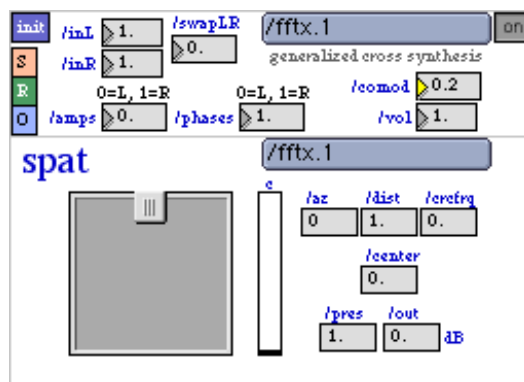 init /inL 1. /swapLR /fftx.1 on
S /inR 1. 0. generalized cross synthesis
R 0=L, 1=R 0=L, 1=R /comod 0.2
O /amps 0. /phases 1. /vol 1.
spat /fftx.1
c
/az /dist /crcfrq
0 1. 0.
/center
0.
/pres /out
1. 0. dB